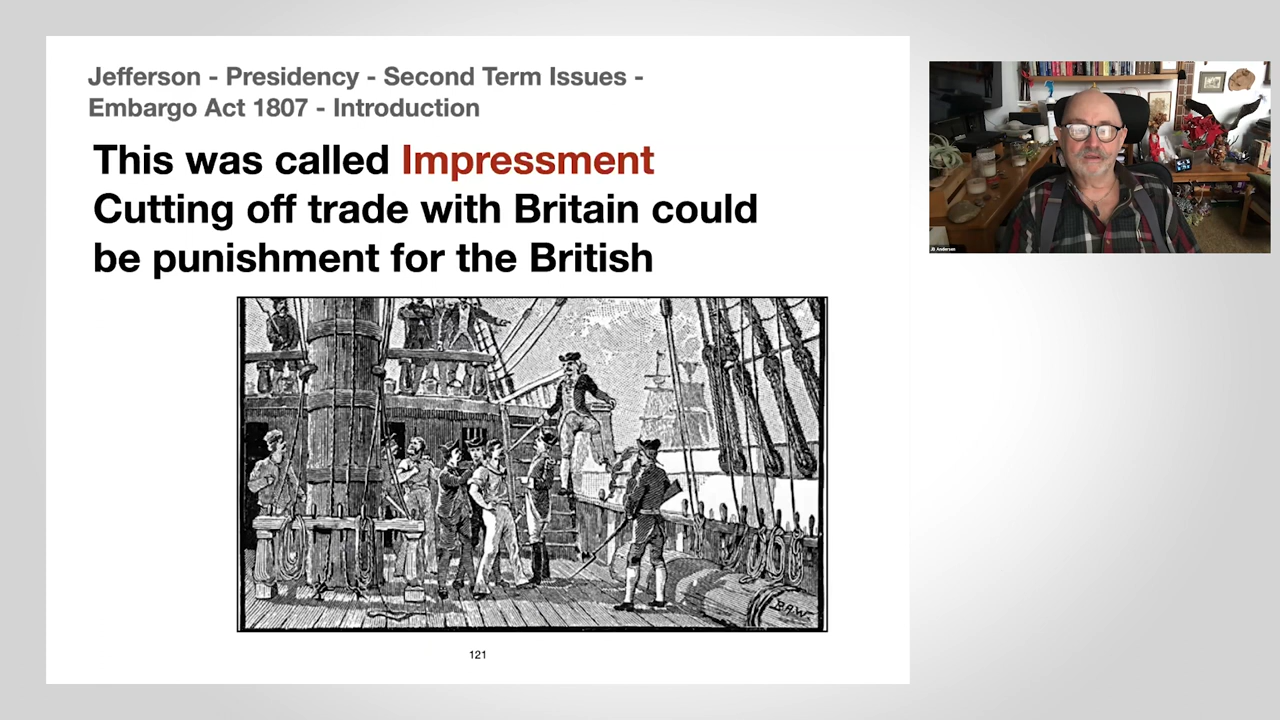 Jefferson - Presidency - Second Term Issues -
Embargo Act 1807 - Introduction
This was called Impressment
Cutting off trade with Britain could
be punishment for the British
B.A.W.
121